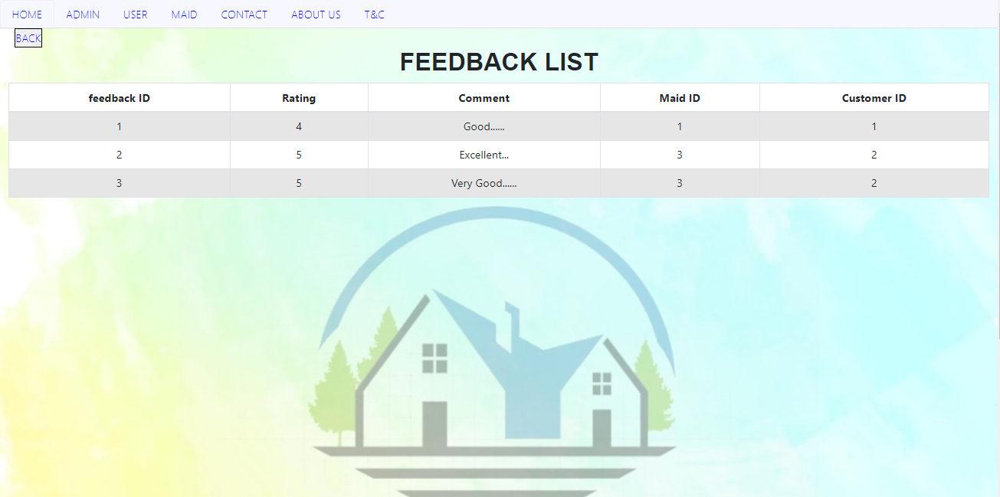 HOME ADMIN USER MAID CONTACT ABOUT US T&C
BACK
FEEDBACK LIST
feedback ID Rating Comment Maid ID Customer ID
1 4 Good...... 1 1
2 5 Excellent... 3 2
3 5 Very Good...... 3 2